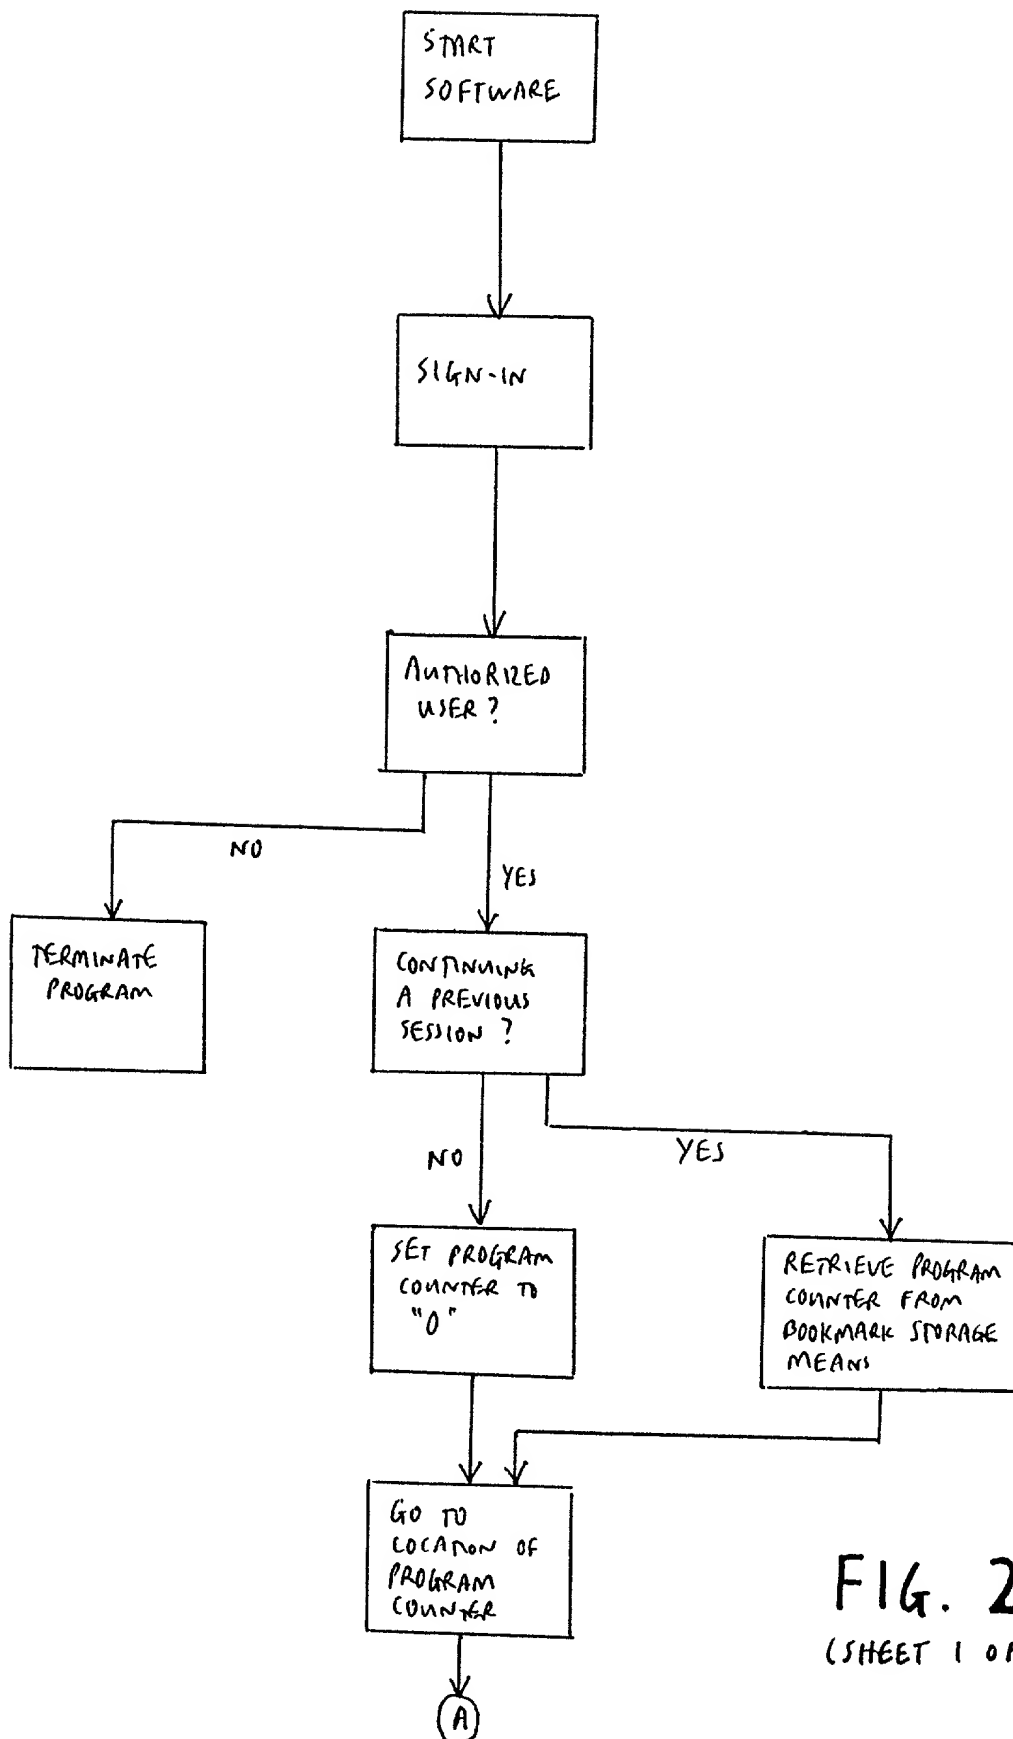 START
SOFTWARE
SIGN-IN
AUTHORIZED
USER?
NO
YES
TERMINATE
PROGRAM
CONTINUING
A PREVIOUS
SESSION?
NO
YES
SET PROGRAM
COUNTER TO
"0"
RETRIEVE PROGRAM
COUNTER FROM
BOOKMARK STORAGE
MEANS
GO TO
LOCATION OF
PROGRAM
COUNTER
FIG. 2
(SHEET 1 OF
A